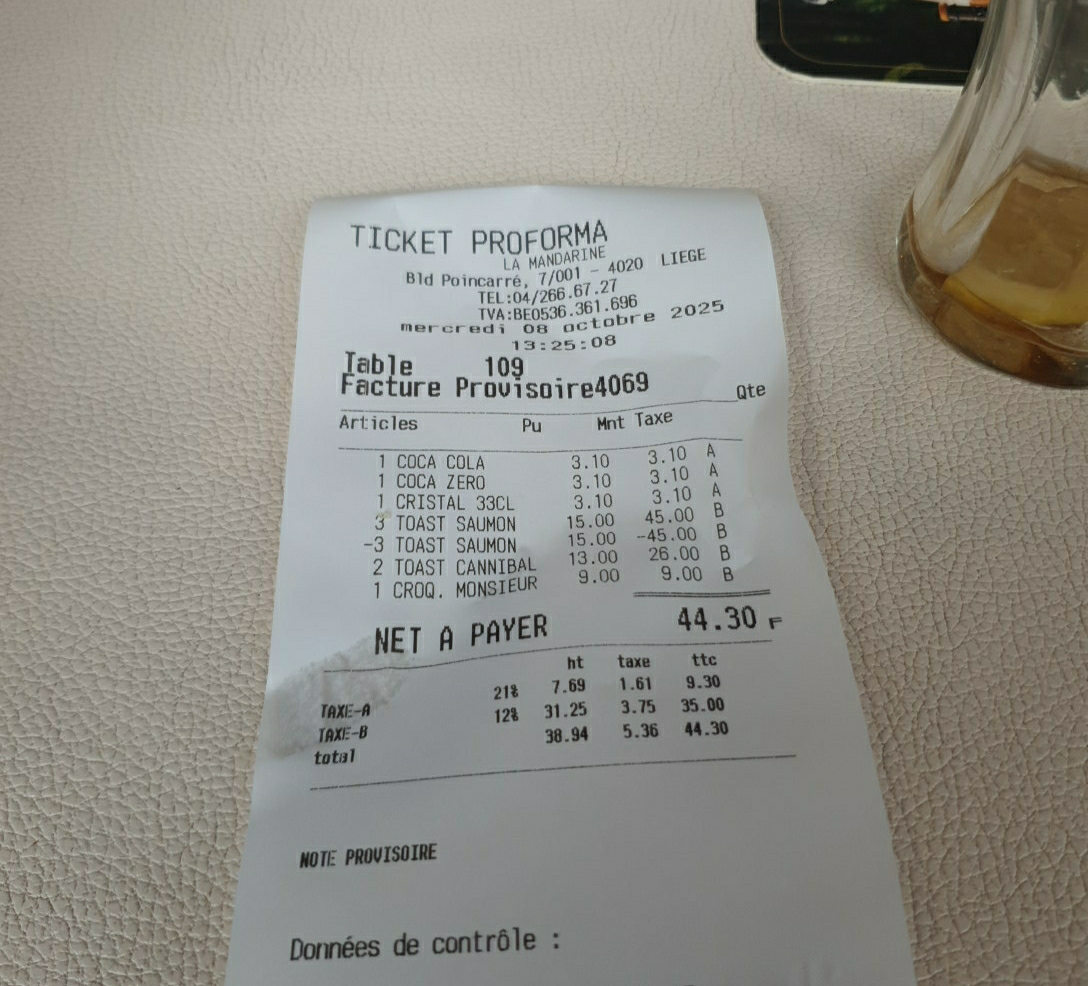 TICKET PROFORMA
LA MANDARINE
Bld Poincarré, 7/001 - 4020 LIEGE
TEL:04/266.67.27
TVA:BE0536.361.696
mercredi 08 octobre 2025
13:25:08
Table 109
Facture Provisoire4069
Qte
Articles Pu Mnt Taxe
1 COCA COLA 3.10 3.10 A
1 COCA ZERO 3.10 3.10 A
1 CRISTAL 33CL 3.10 3.10 A
3 TOAST SAUMON 15.00 45.00 B
-3 TOAST SAUMON 15.00 -45.00 B
2 TOAST CANNIBAL 13.00 26.00 B
1 CROQ. MONSIEUR 9.00 9.00 B
NET A PAYER 44.30 F
ht taxe ttc
TAXE-A 21% 7.69 1.61 9.30
TAXE-B 12% 31.25 3.75 35.00
total 38.94 5.36 44.30
NOTE PROVISOIRE
Données de contrôle :